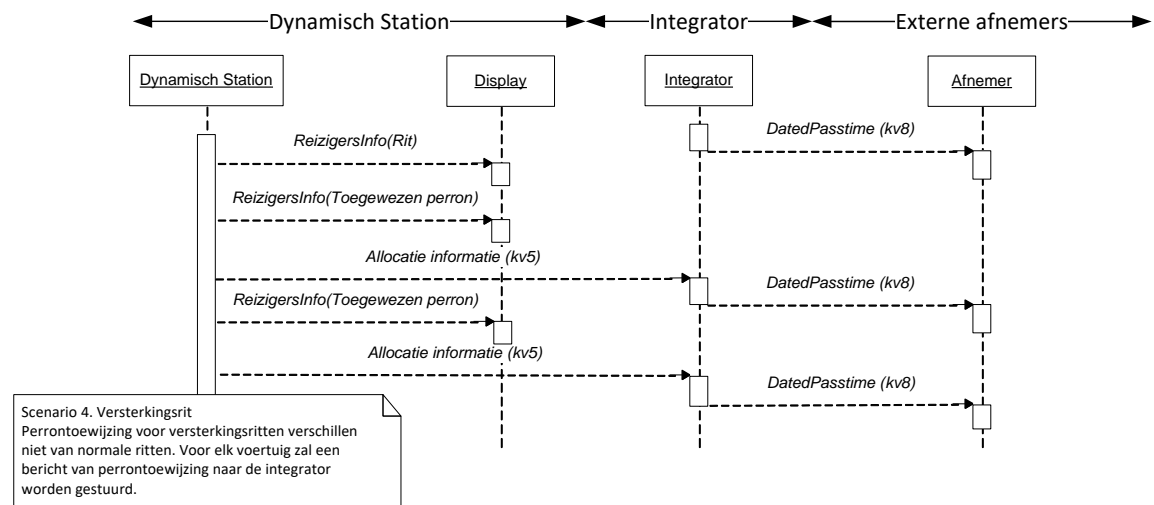 Dynamisch Station
Integrator
Externe afnemers
Dynamisch Station
Display
Integrator
Afnemer
ReizigersInfo(Rit)
DatedPasstime (kv8)
ReizigersInfo(Toegewezen perron)
Allocatie informatie (kv5)
DatedPasstime (kv8)
ReizigersInfo(Toegewezen perron)
Allocatie informatie (kv5)
DatedPasstime (kv8)
Scenario 4. Versterkingsrit
Perrontoewijzing voor versterkingsritten verschillen
niet van normale ritten. Voor elk voertuig zal een
bericht van perrontoewijzing naar de integrator
worden gestuurd.